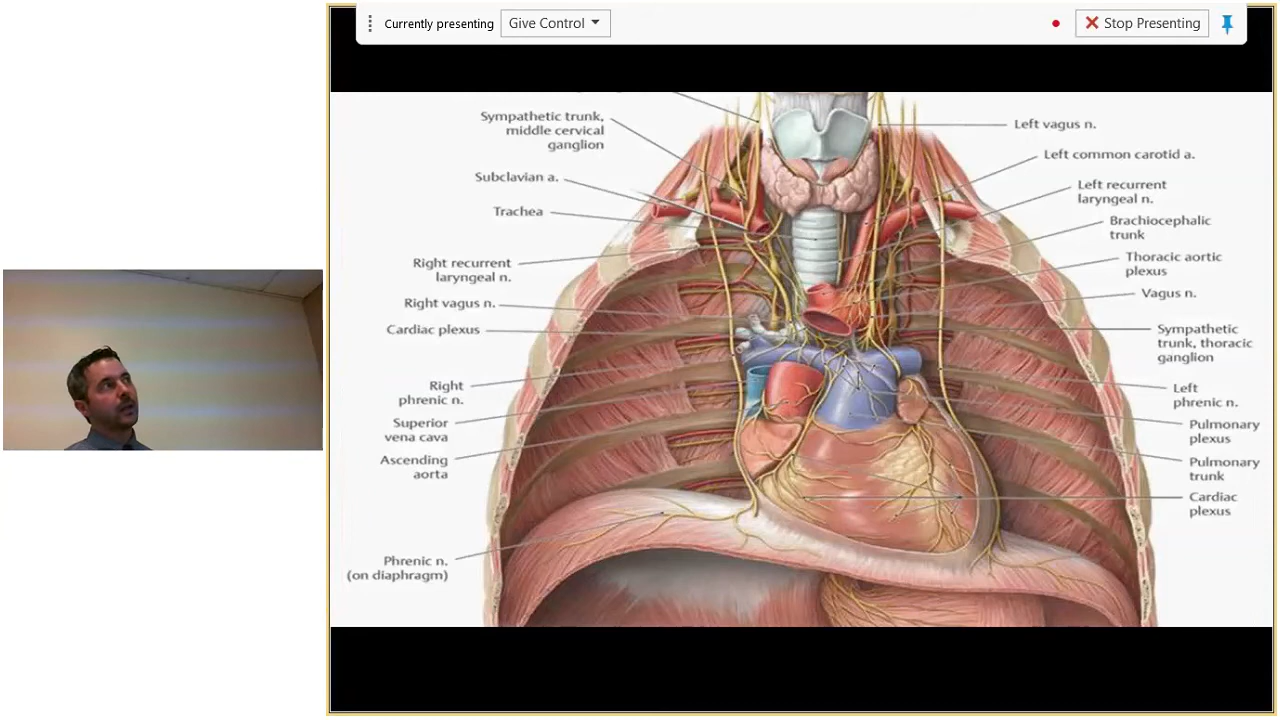 Currently presenting
Give Control
Stop Presenting
Sympathetic trunk,
middle cervical
ganglion
Subclavian a.
Trachea
Right recurrent
laryngeal n.
Right vagus n.
Cardiac plexus
Right
phrenic n.
Superior
vena cava
Ascending
aorta
Phrenic n.
(on diaphragm)
Left vagus n.
Left common carotid a.
Left recurrent
laryngeal n.
Brachiocephalic
trunk
Thoracic aortic
plexus
Vagus n.
Sympathetic
trunk, thoracic
ganglion
Left
phrenic n.
Pulmonary
plexus
Pulmonary
trunk
Cardiac
plexus